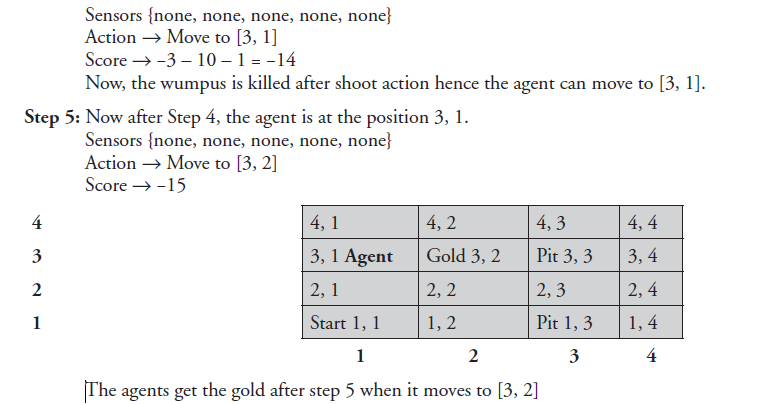 Sensors {none, none, none, none, none}
Action → Move to [3, 1]
Score → –3 – 10 – 1 = –14
Now, the wumpus is killed after shoot action hence the agent can move to [3, 1].
Step 5: Now after Step 4, the agent is at the position 3, 1.
Sensors {none, none, none, none, none}
Action → Move to [3, 2]
Score → –15
4 4, 1 4, 2 4, 3 4, 4
3 3, 1 Agent Gold 3, 2 Pit 3, 3 3, 4
2 2, 1 2, 2 2, 3 2, 4
1 Start 1, 1 1, 2 Pit 1, 3 1, 4
1 2 3 4
The agents get the gold after step 5 when it moves to [3, 2]